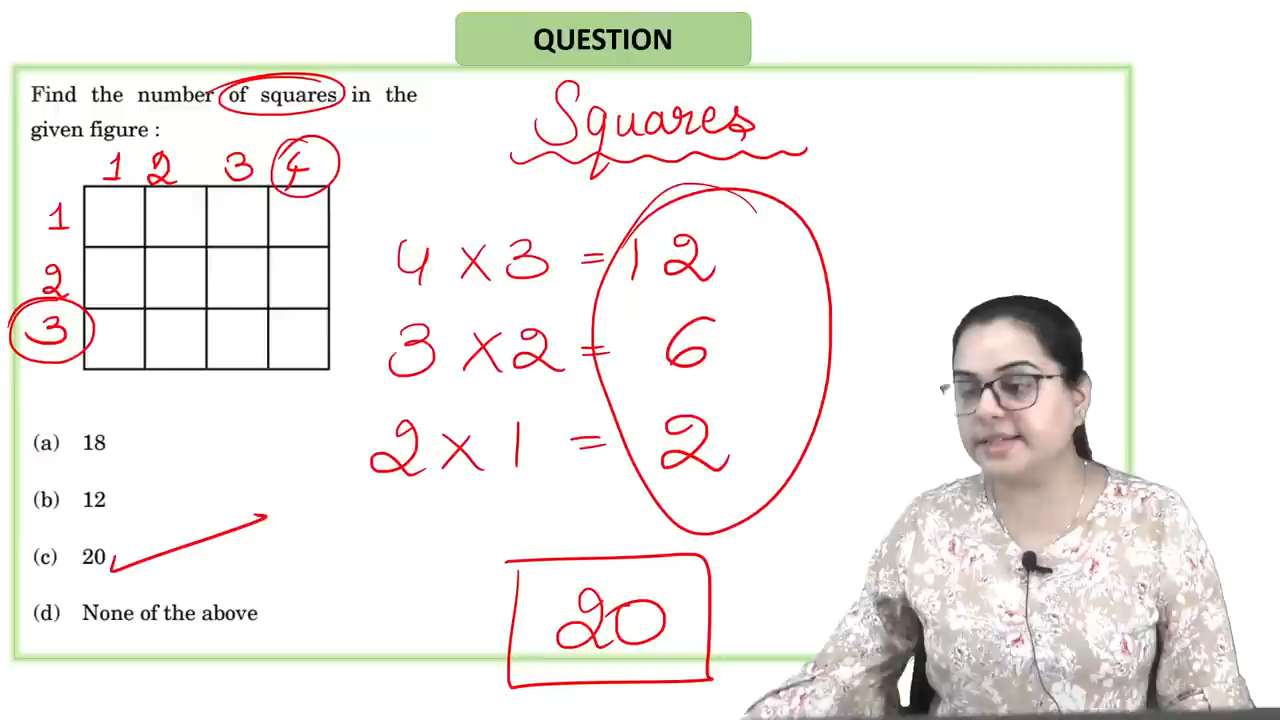 QUESTION
Find the number of squares in the
given figure :
1 2 3 4
1
2
3
(a) 18
(b) 12
(c) 20
(d) None of the above
Squares
4 × 3 = 12
3 × 2 = 6
2 × 1 = 2
20